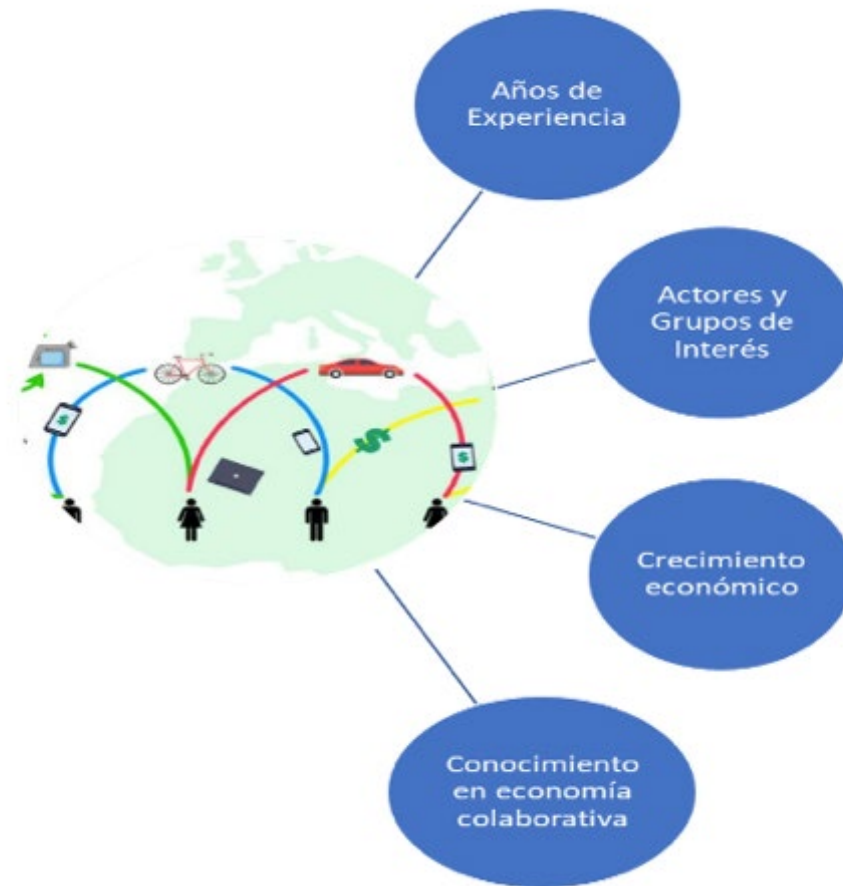 Años de
Experiencia
Actores y
Grupos de
Interés
$
$
$
Crecimiento
económico
Conocimiento
en economía
colaborativa